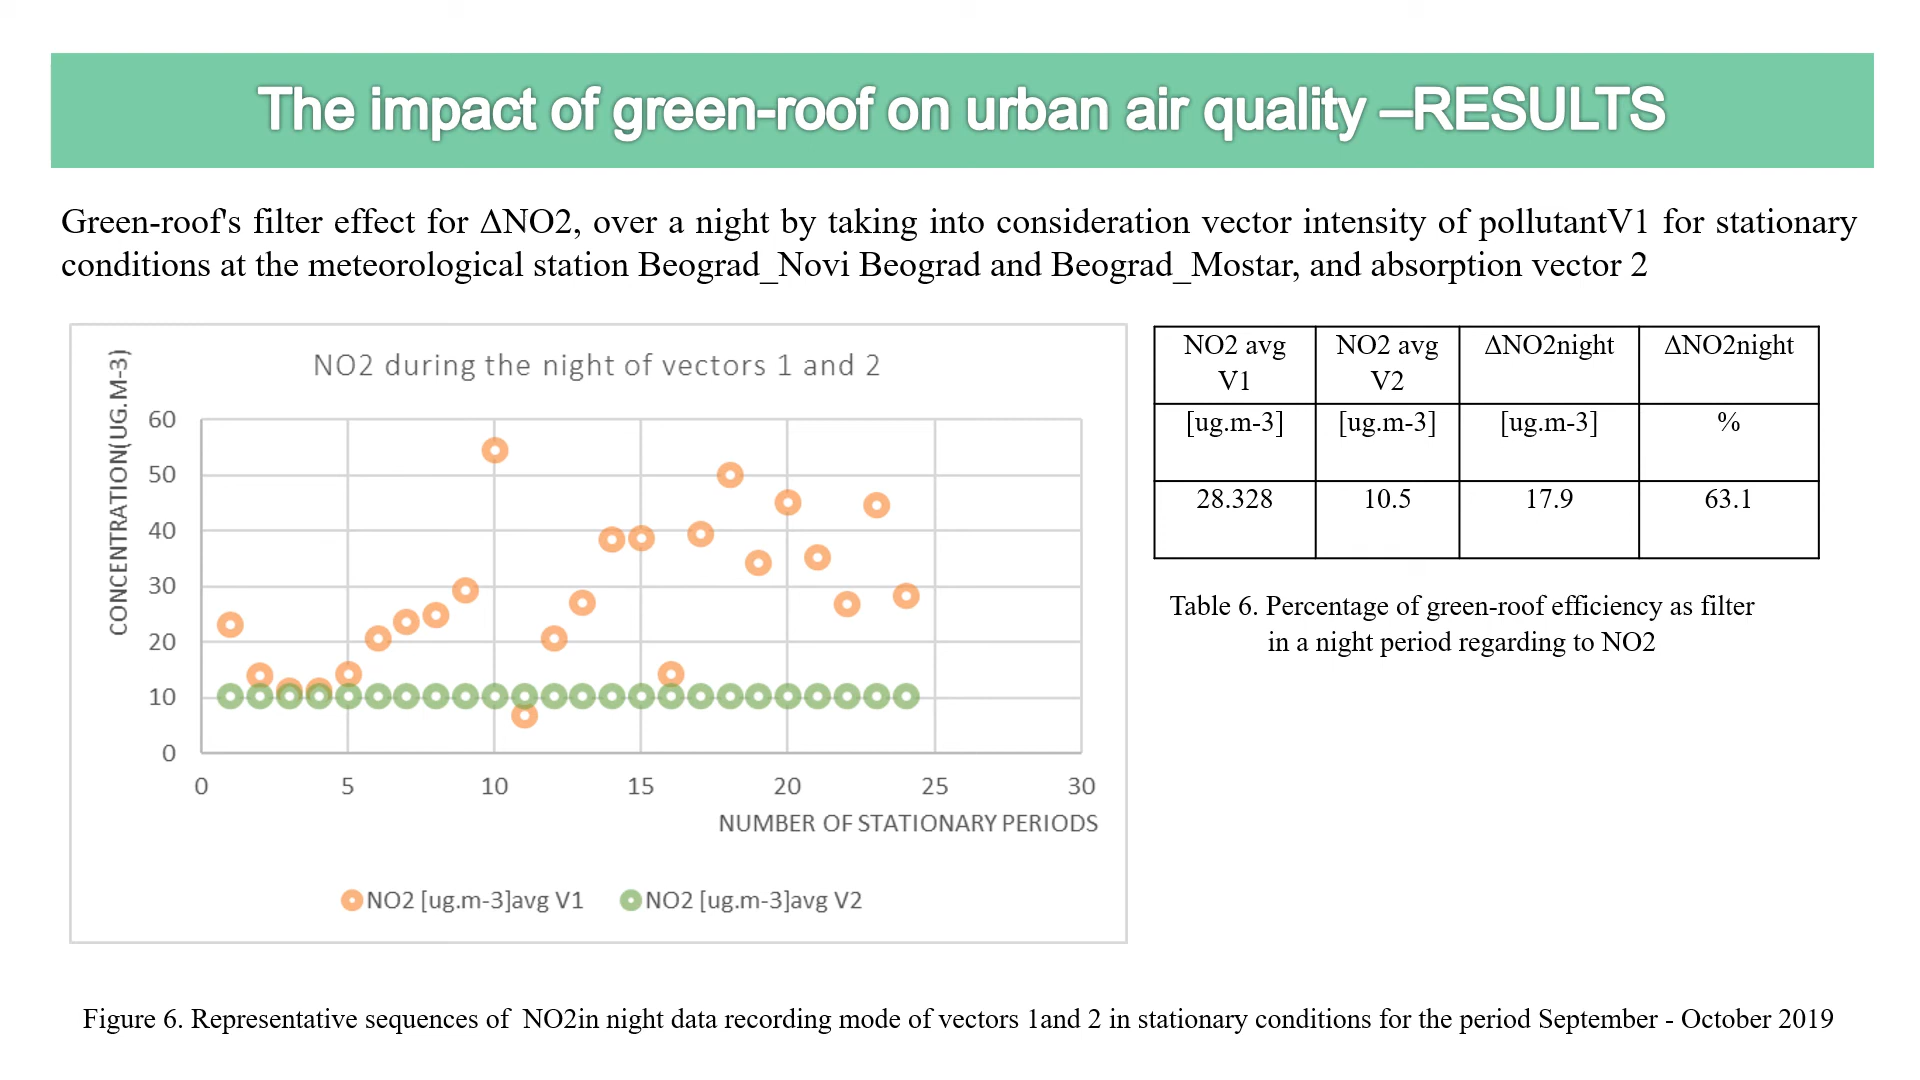 The impact of green-roof on urban air quality –RESULTS
Green-roof's filter effect for ΔNO2, over a night by taking into consideration vector intensity of pollutantV1 for stationary
conditions at the meteorological station Beograd_Novi Beograd and Beograd_Mostar, and absorption vector 2
NO2 during the night of vectors 1 and 2
CONCENTRATION(UG.M-3)
60
50
40
30
20
10
0
0 5 10 15 20 25 30
NUMBER OF STATIONARY PERIODS
NO2 [ug.m-3]avg V1 NO2 [ug.m-3]avg V2
NO2 avg V1 NO2 avg V2 ΔNO2night ΔNO2night
[ug.m-3] [ug.m-3] [ug.m-3] %
28.328 10.5 17.9 63.1
Table 6. Percentage of green-roof efficiency as filter
in a night period regarding to NO2
Figure 6. Representative sequences of NO2in night data recording mode of vectors 1and 2 in stationary conditions for the period September - October 2019